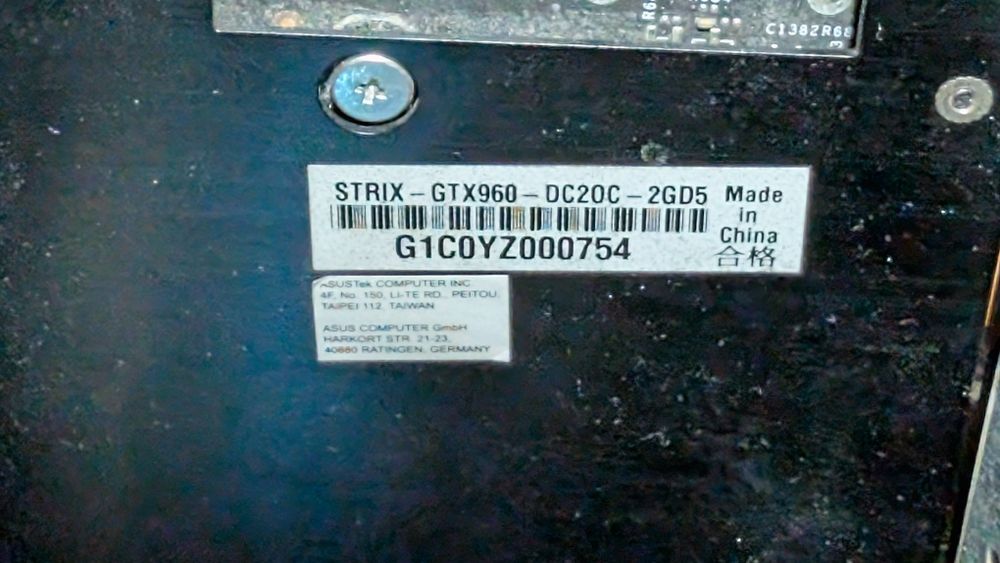 C1382R68
STRIX-GTX960-DC2OC-2GD5
G1C0YZ000754
Made
in
China
合格
ASUSTek COMPUTER INC.
4F, No. 150, LI-TE RD., PEITOU,
TAIPEI 112, TAIWAN
ASUS COMPUTER GmbH
HARKORT STR. 21-23,
40880 RATINGEN, GERMANY